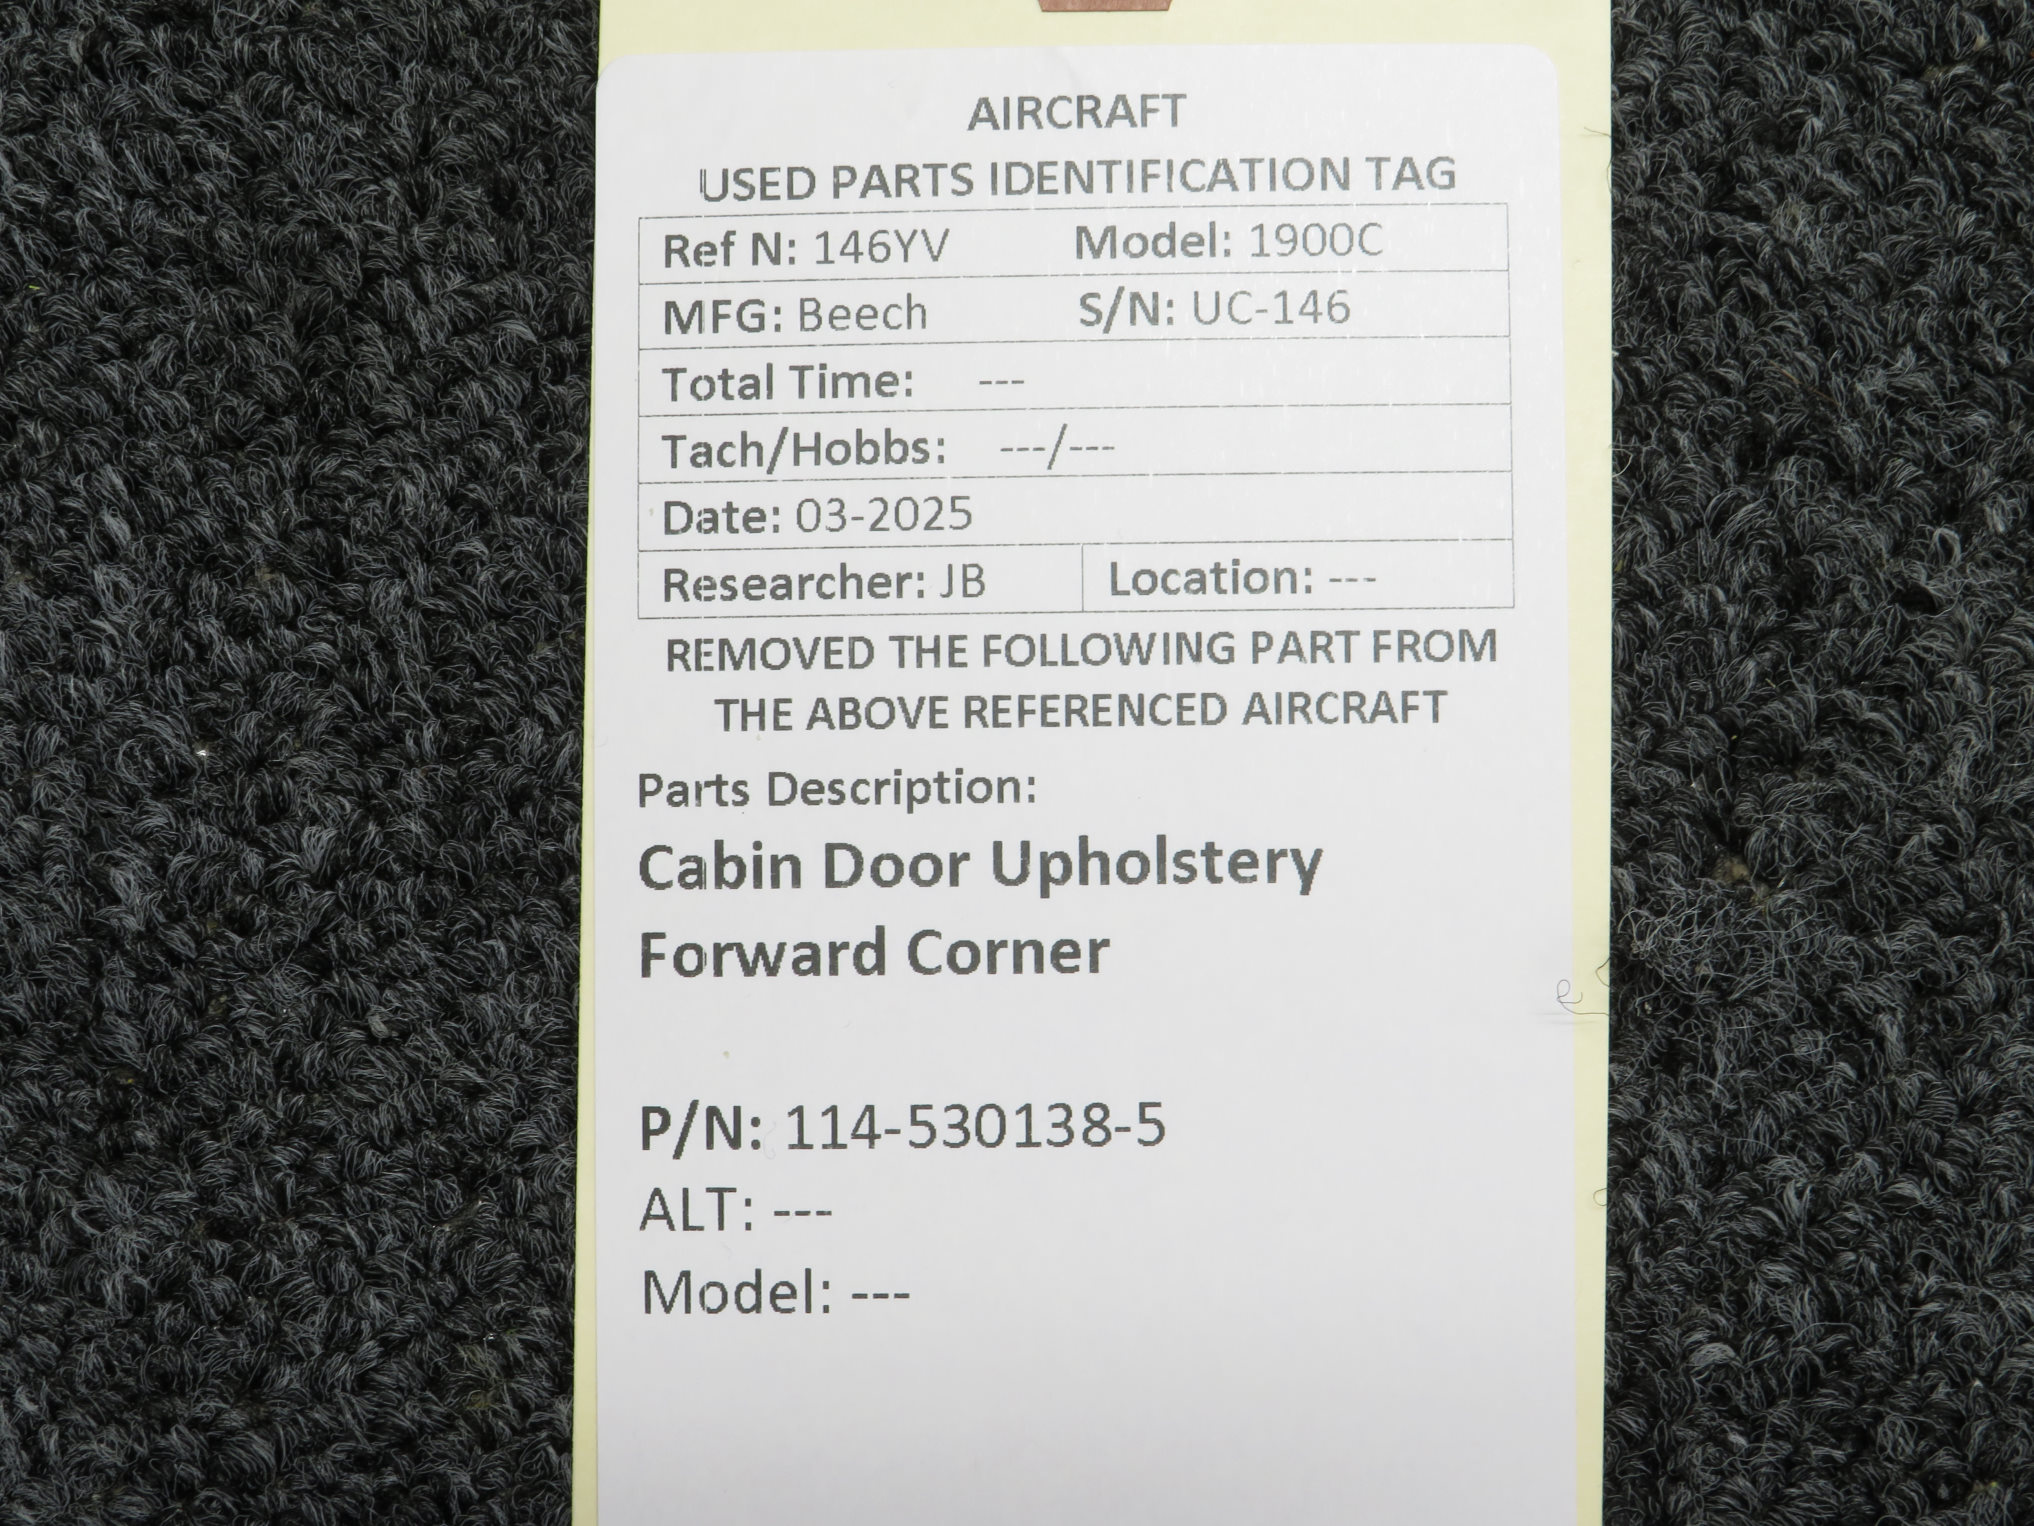 AIRCRAFT
USED PARTS IDENTIFICATION TAG
Ref N: 146YV Model: 1900C
MFG: Beech S/N: UC-146
Total Time: ---
Tach/Hobbs: ---/---
Date: 03-2025
Researcher: JB Location: ---
REMOVED THE FOLLOWING PART FROM
THE ABOVE REFERENCED AIRCRAFT
Parts Description:
Cabin Door Upholstery
Forward Corner
P/N: 114-530138-5
ALT: ---
Model: ---